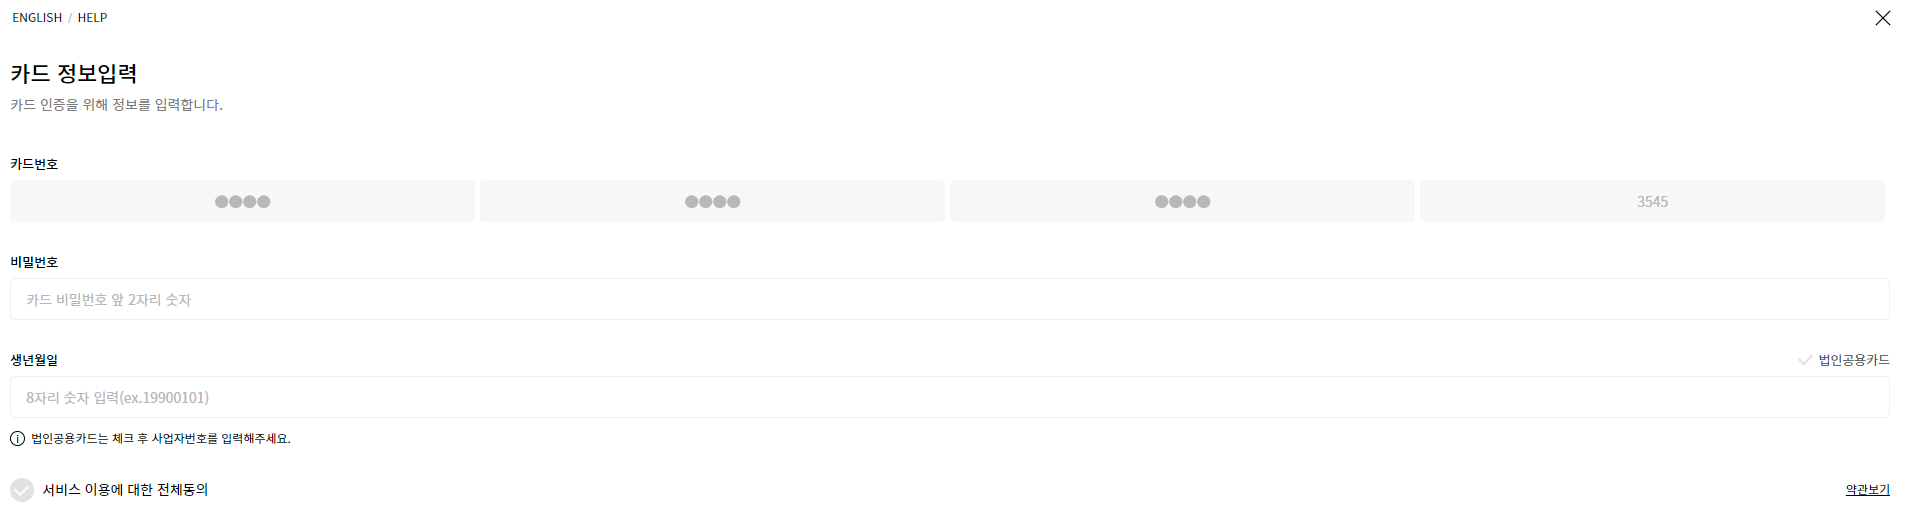 ENGLISH / HELP
카드 정보입력
카드 인증을 위해 정보를 입력합니다.
카드번호
●●●● ●●●● ●●●● 3545
비밀번호
카드 비밀번호 앞 2자리 숫자
생년월일 법인공용카드
8자리 숫자 입력(ex.19900101)
법인공용카드는 체크 후 사업자번호를 입력해주세요.
서비스 이용에 대한 전체동의 약관보기